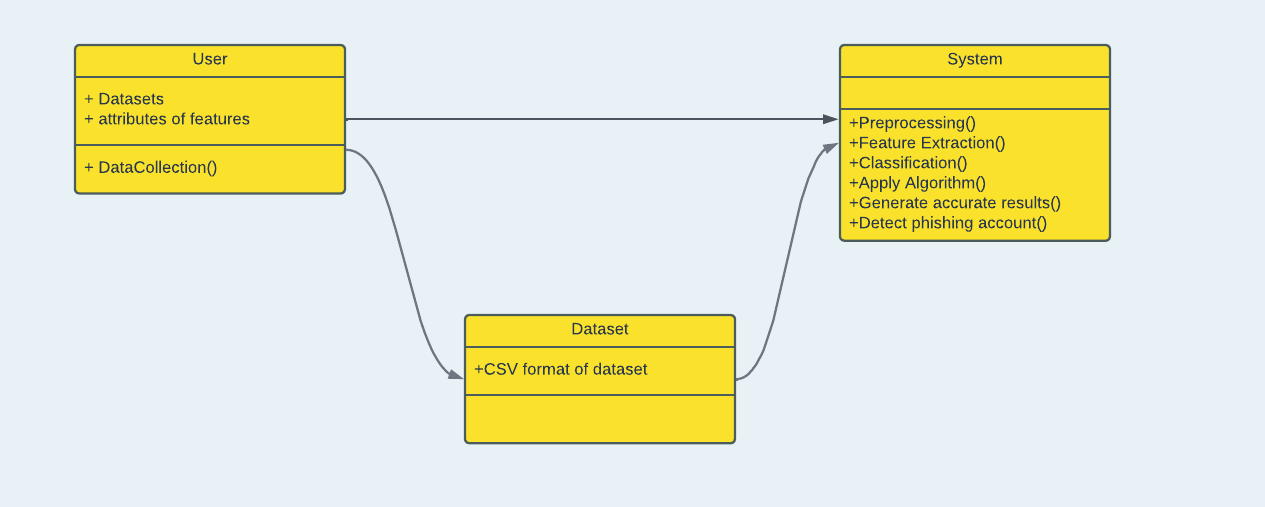 User
+ Datasets
+ attributes of features
+ DataCollection()
System
+Preprocessing()
+Feature Extraction()
+Classification()
+Apply Algorithm()
+Generate accurate results()
+Detect phishing account()
Dataset
+CSV format of dataset